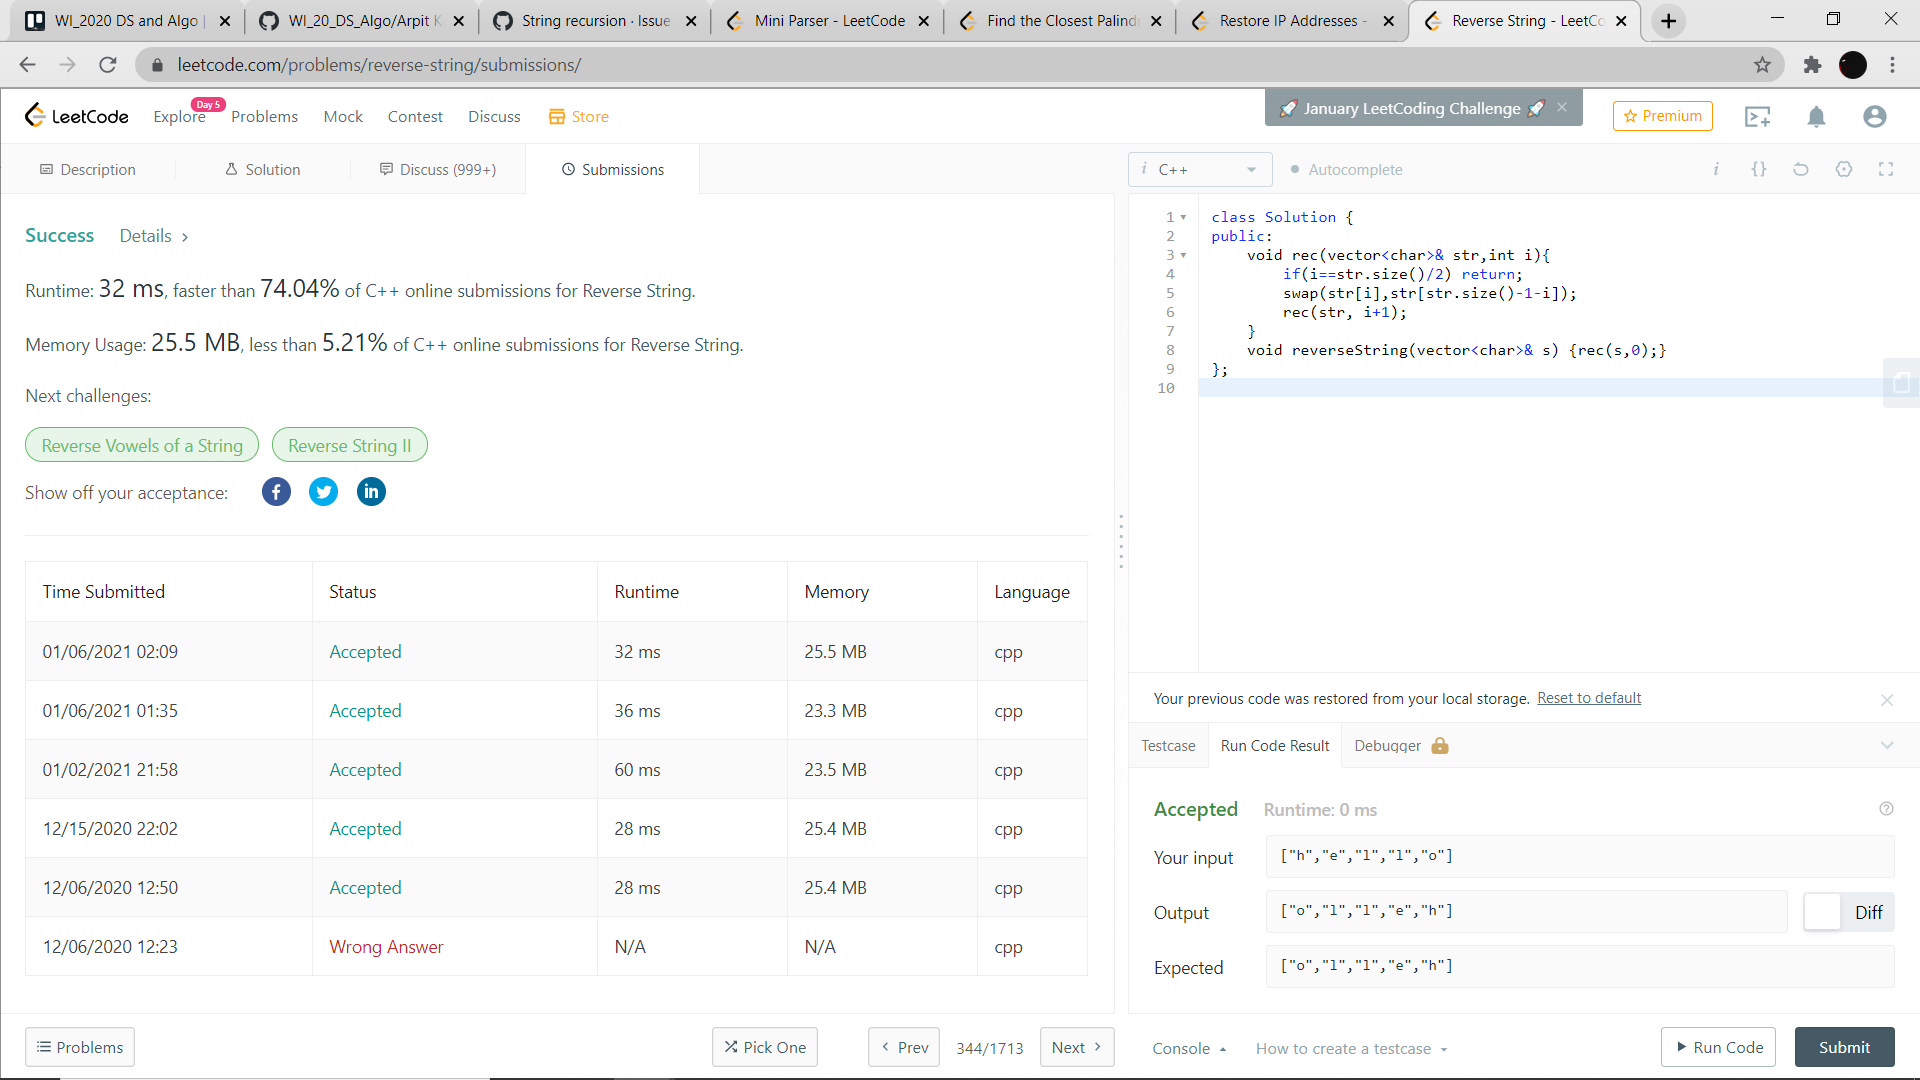 WI_2020 DS and Algo |
WI_20_DS_Algo/Arpit K
String recursion · Issue
Mini Parser - LeetCode
Find the Closest Palind
Restore IP Addresses -
Reverse String - LeetCo
leetcode.com/problems/reverse-string/submissions/
LeetCode
Explore
Day 5
Problems
Mock
Contest
Discuss
Store
🚀 January LeetCoding Challenge 🚀
Premium
Description
Solution
Discuss (999+)
Submissions
i C++
Autocomplete
Success
Details >
Runtime: 32 ms, faster than 74.04% of C++ online submissions for Reverse String.
Memory Usage: 25.5 MB, less than 5.21% of C++ online submissions for Reverse String.
Next challenges:
Reverse Vowels of a String
Reverse String II
Show off your acceptance:
Time Submitted Status Runtime Memory Language
01/06/2021 02:09 Accepted 32 ms 25.5 MB cpp
01/06/2021 01:35 Accepted 36 ms 23.3 MB cpp
01/02/2021 21:58 Accepted 60 ms 23.5 MB cpp
12/15/2020 22:02 Accepted 28 ms 25.4 MB cpp
12/06/2020 12:50 Accepted 28 ms 25.4 MB cpp
12/06/2020 12:23 Wrong Answer N/A N/A cpp
1 class Solution {
2 public:
3     void rec(vector<char>& str,int i){
4         if(i==str.size()/2) return;
5         swap(str[i],str[str.size()-1-i]);
6         rec(str, i+1);
7     }
8     void reverseString(vector<char>& s) {rec(s,0);}
9 };
10
Your previous code was restored from your local storage. Reset to default
Testcase
Run Code Result
Debugger
Accepted Runtime: 0 ms
Your input ["h","e","l","l","o"]
Output ["o","l","l","e","h"] Diff
Expected ["o","l","l","e","h"]
Problems
Pick One
< Prev
344/1713
Next >
Console
How to create a testcase
Run Code
Submit